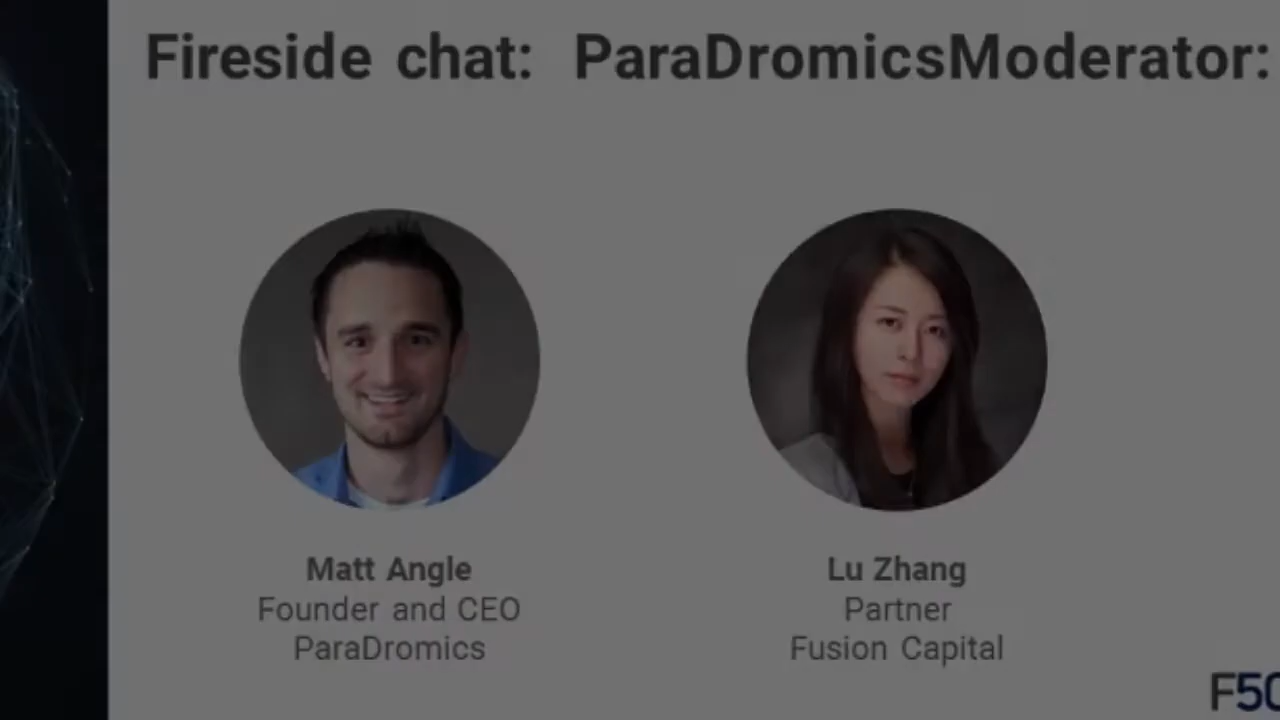 Fireside chat: ParaDromicsModerator:
Matt Angle
Founder and CEO
ParaDromics
Lu Zhang
Partner
Fusion Capital
F50